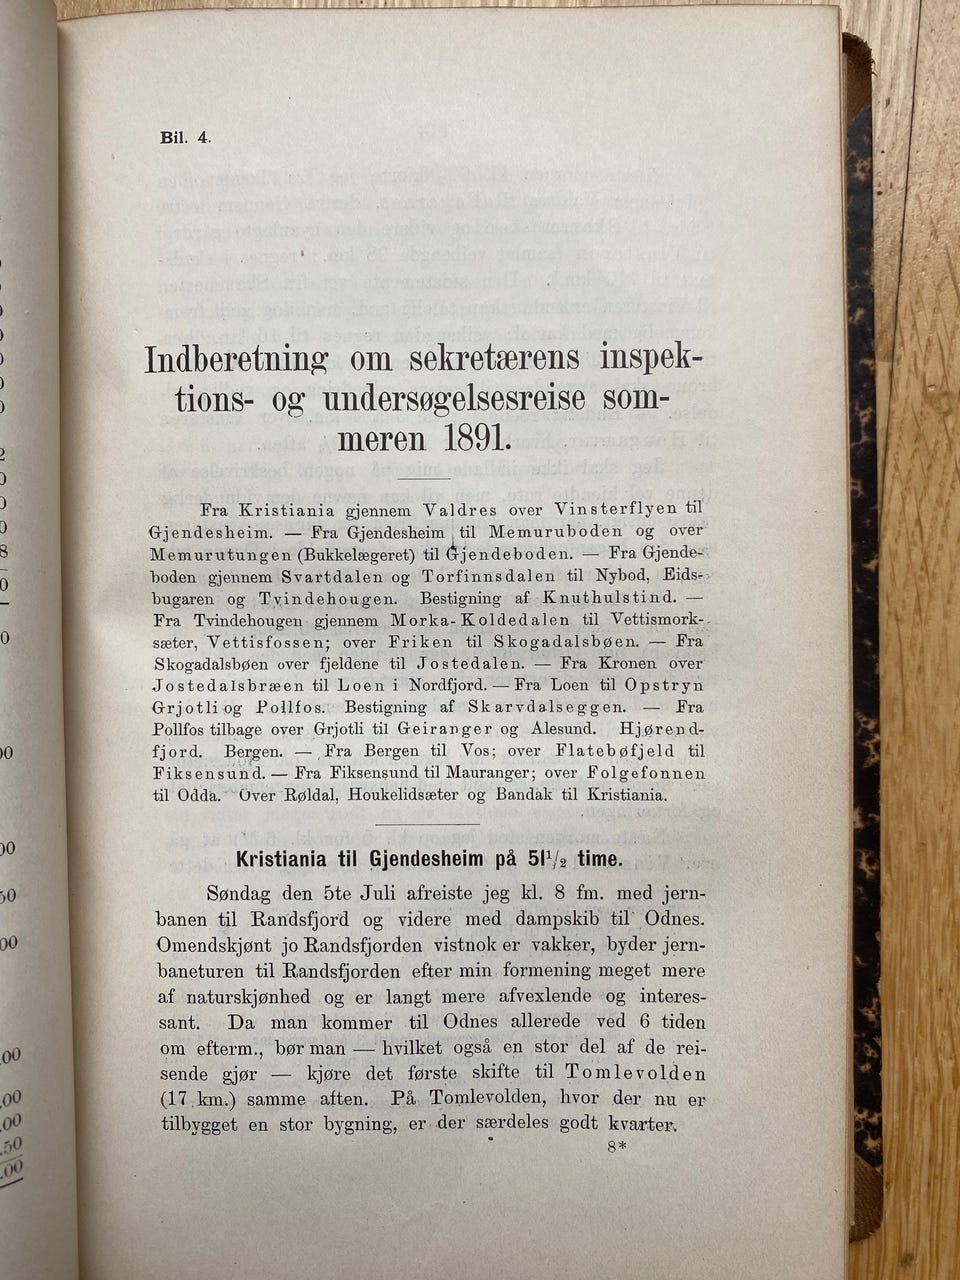 Bil. 4.
Indberetning om sekretærens inspek-
tions- og undersøgelsesreise som-
meren 1891.
Fra Kristiania gjennem Valdres over Vinsterflyen til
Gjendesheim. — Fra Gjendesheim til Memuruboden og over
Memurutungen (Bukkelægeret) til Gjendeboden. — Fra Gjende-
boden gjennem Svartdalen og Torfinnsdalen til Nybod, Eids-
bugaren og Tvindehougen. Bestigning af Knuthulstind. —
Fra Tvindehougen gjennem Morka-Koldedalen til Vettismork-
sæter, Vettisfossen; over Friken til Skogadalsbøen. — Fra
Skogadalsbøen over fjeldene til Jostedalen. — Fra Kronen over
Jostedalsbræen til Loen i Nordfjord. — Fra Loen til Opstryn
Grjotli og Pollfos. Bestigning af Skarvdalseggen. — Fra
Pollfos tilbage over Grjotli til Geiranger og Alesund. Hjørend-
fjord. Bergen. — Fra Bergen til Vos; over Flatebøfjeld til
Fiksensund. — Fra Fiksensund til Mauranger; over Folgefonnen
til Odda. Over Røldal, Houkelidsæter og Bandak til Kristiania.
Kristiania til Gjendesheim på 51½ time.
Søndag den 5te Juli afreiste jeg kl. 8 fm. med jern-
banen til Randsfjord og videre med dampskib til Odnes.
Omendskjønt jo Randsfjorden vistnok er vakker, byder jern-
baneturen til Randsfjorden efter min formening meget mere
af naturskjønhed og er langt mere afvexlende og interes-
sant. Da man kommer til Odnes allerede ved 6 tiden
om efterm., bør man — hvilket også en stor del af de rei-
sende gjør — kjøre det første skifte til Tomlevolden
(17 km.) samme aften. På Tomlevolden, hvor der nu er
tilbygget en stor bygning, er der særdeles godt kvarter.
8*